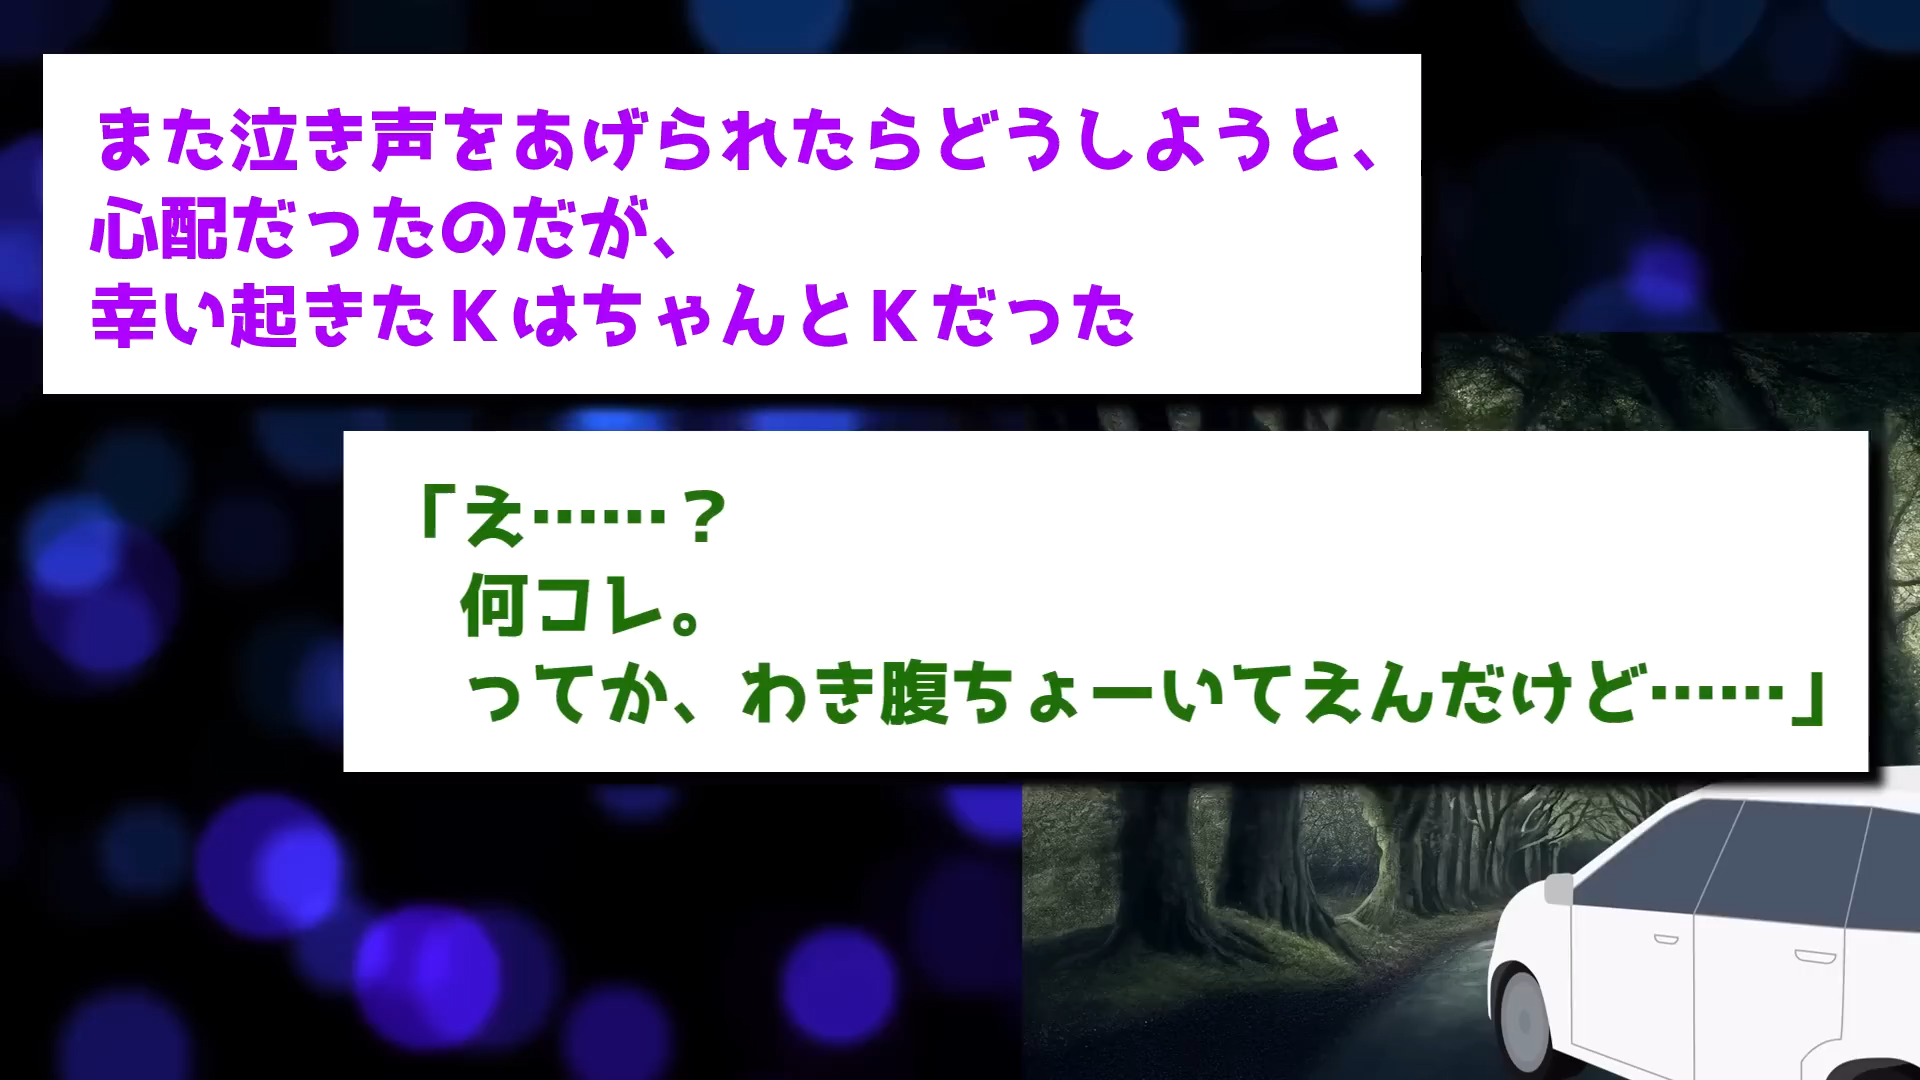 また泣き声をあげられたらどうしようと、
心配だったのだが、
幸い起きたKはちゃんとKだった
「え……？
何コレ。
ってか、わき腹ちょーいてえんだけど……」